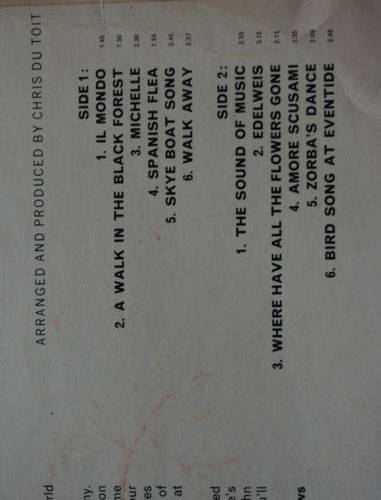 ARRANGED AND PRODUCED BY CHRIS DU TOIT
SIDE 1:
1. IL MONDO
2. A WALK IN THE BLACK FOREST
3. MICHELLE
4. SPANISH FLEA
5. SKYE BOAT SONG
6. WALK AWAY
SIDE 2:
1. THE SOUND OF MUSIC
2. EDELWEIS
3. WHERE HAVE ALL THE FLOWERS GONE
4. AMORE SCUSAMI
5. ZORBA'S DANCE
6. BIRD SONG AT EVENTIDE
of
at